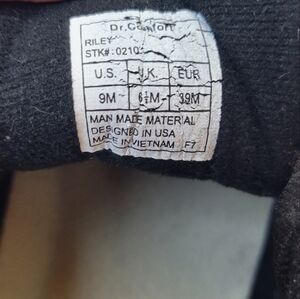 Dr. Comfort
RILEY
STK#: 0210
U.S. U.K. EUR
9M 6½M 39M
MAN MADE MATERIAL
DESIGNED IN USA
MADE IN VIETNAM F7